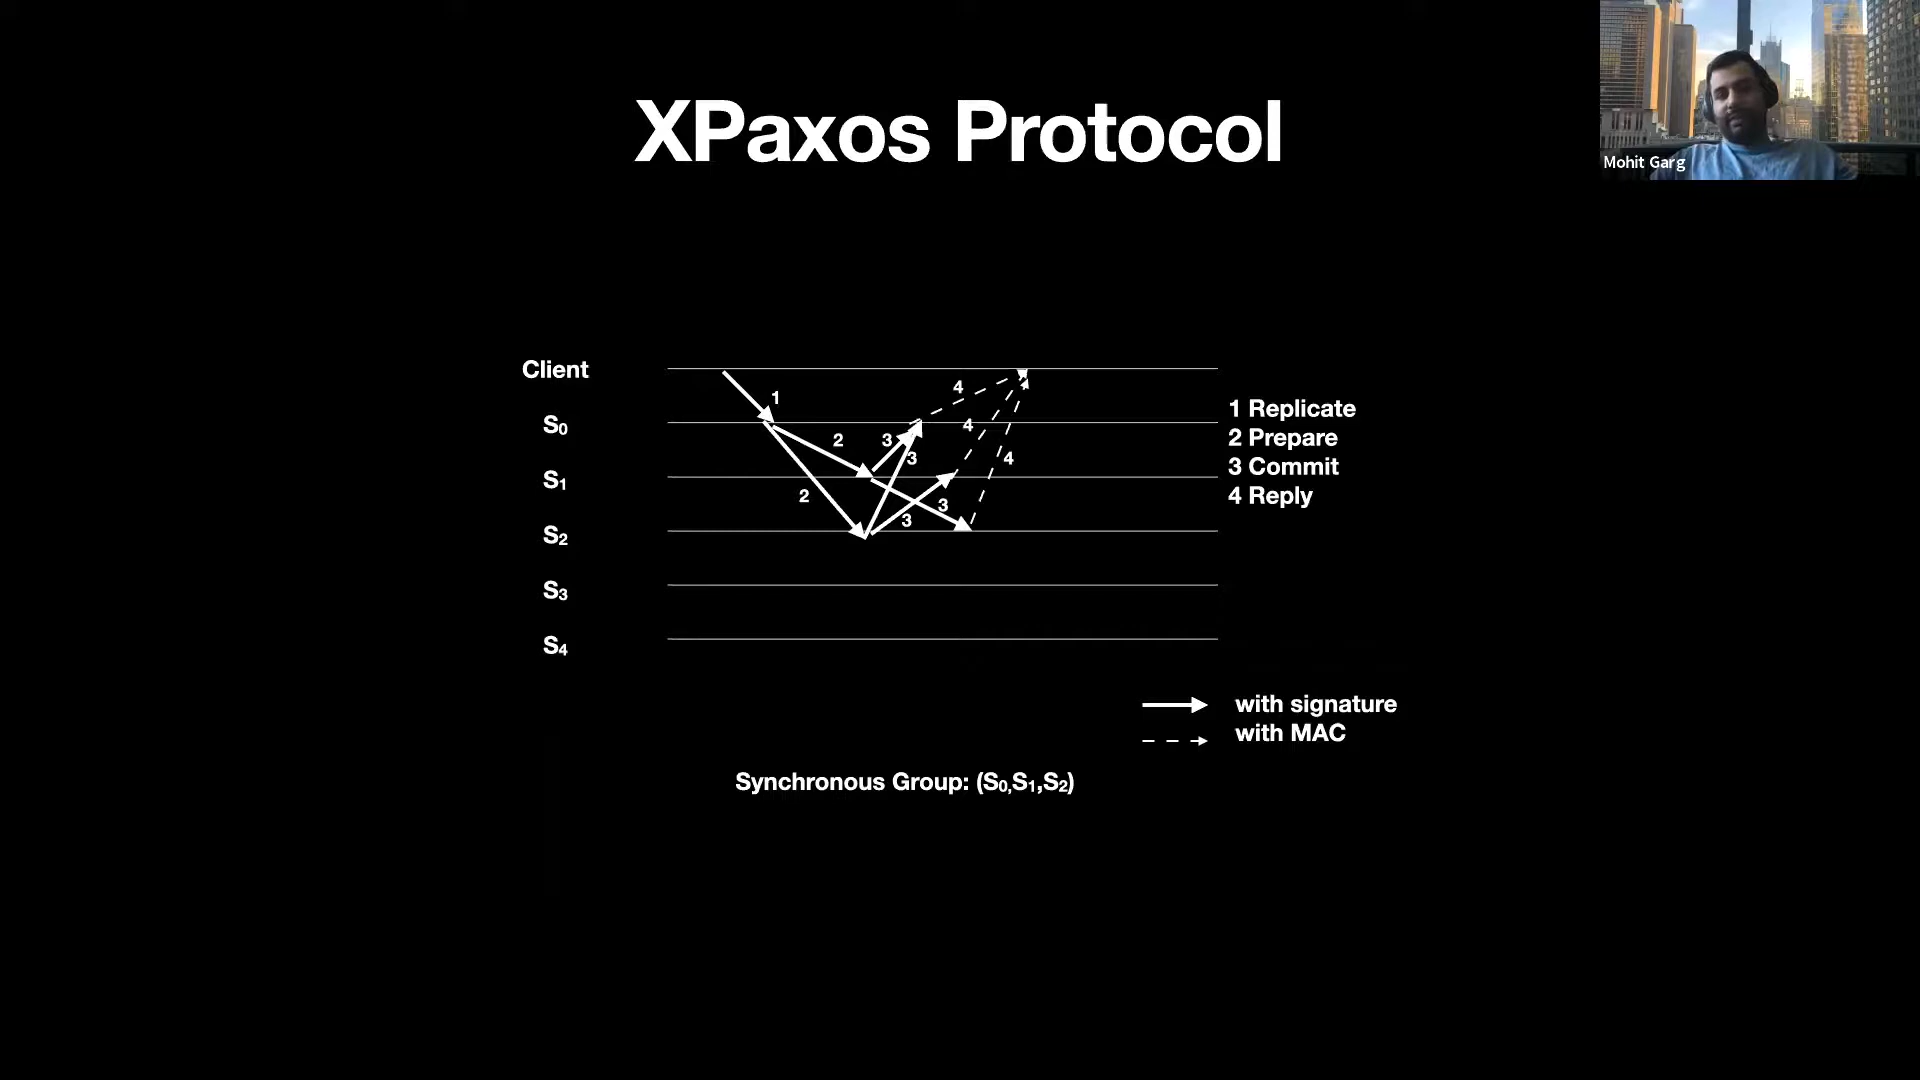 XPaxos Protocol
Mohit Garg
Client
S0
S1
S2
S3
S4
1
2
3
3
2
3
3
4
4
4
1 Replicate
2 Prepare
3 Commit
4 Reply
with signature
with MAC
Synchronous Group: (S0,S1,S2)